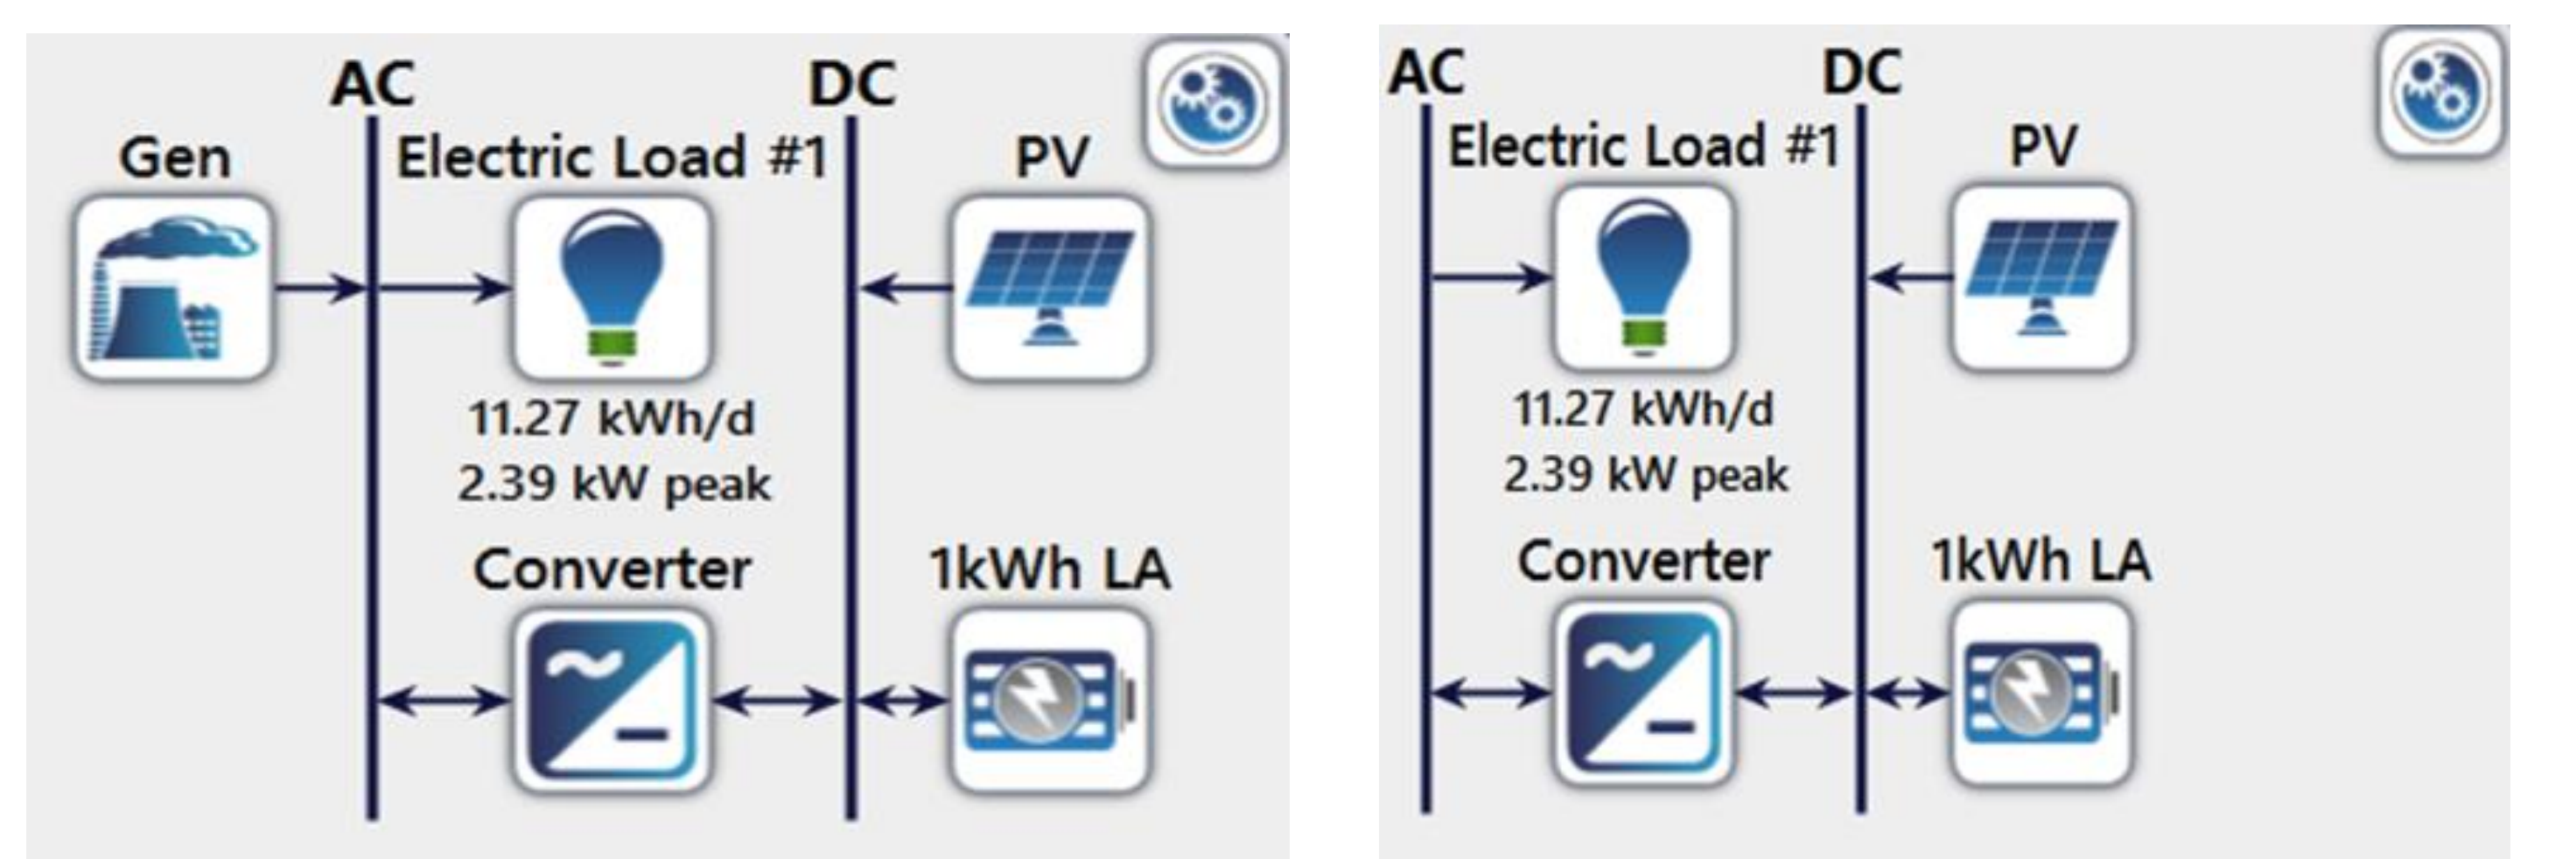 AC
DC
Gen
Electric Load #1
PV
11.27 kWh/d
2.39 kW peak
Converter
1kWh LA
AC
DC
Electric Load #1
PV
11.27 kWh/d
2.39 kW peak
Converter
1kWh LA